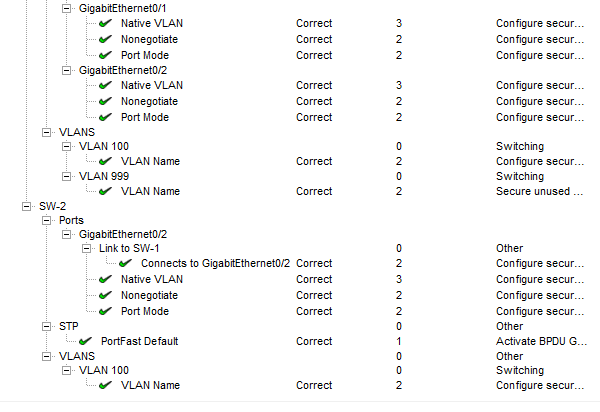 GigabitEthernet0/1
Native VLAN Correct 3 Configure secur...
Nonegotiate Correct 2 Configure secur...
Port Mode Correct 2 Configure secur...
GigabitEthernet0/2
Native VLAN Correct 3 Configure secur...
Nonegotiate Correct 2 Configure secur...
Port Mode Correct 2 Configure secur...
VLANS
VLAN 100 0 Switching
VLAN Name Correct 2 Configure secur...
VLAN 999 0 Switching
VLAN Name Correct 2 Secure unused ...
SW-2
Ports
GigabitEthernet0/2
Link to SW-1 0 Other
Connects to GigabitEthernet0/2 Correct 2 Configure secur...
Native VLAN Correct 3 Configure secur...
Nonegotiate Correct 2 Configure secur...
Port Mode Correct 2 Configure secur...
STP 0 Other
PortFast Default Correct 1 Activate BPDU G...
VLANS 0 Other
VLAN 100 0 Switching
VLAN Name Correct 2 Configure secur...